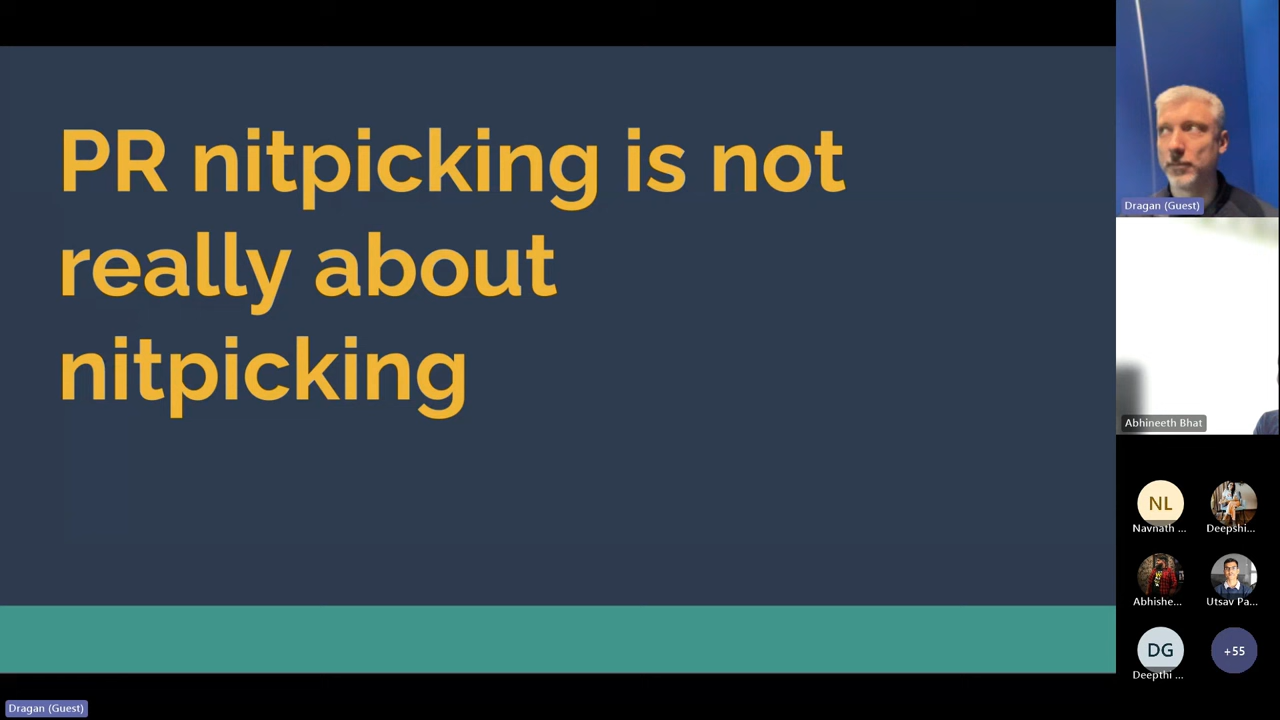 PR nitpicking is not
really about
nitpicking
Dragan (Guest)
Abhineeth Bhat
NL
Navnath ...
Deepshi...
Abhishe...
Utsav Pa...
DG
Deepthi ...
+55
Dragan (Guest)